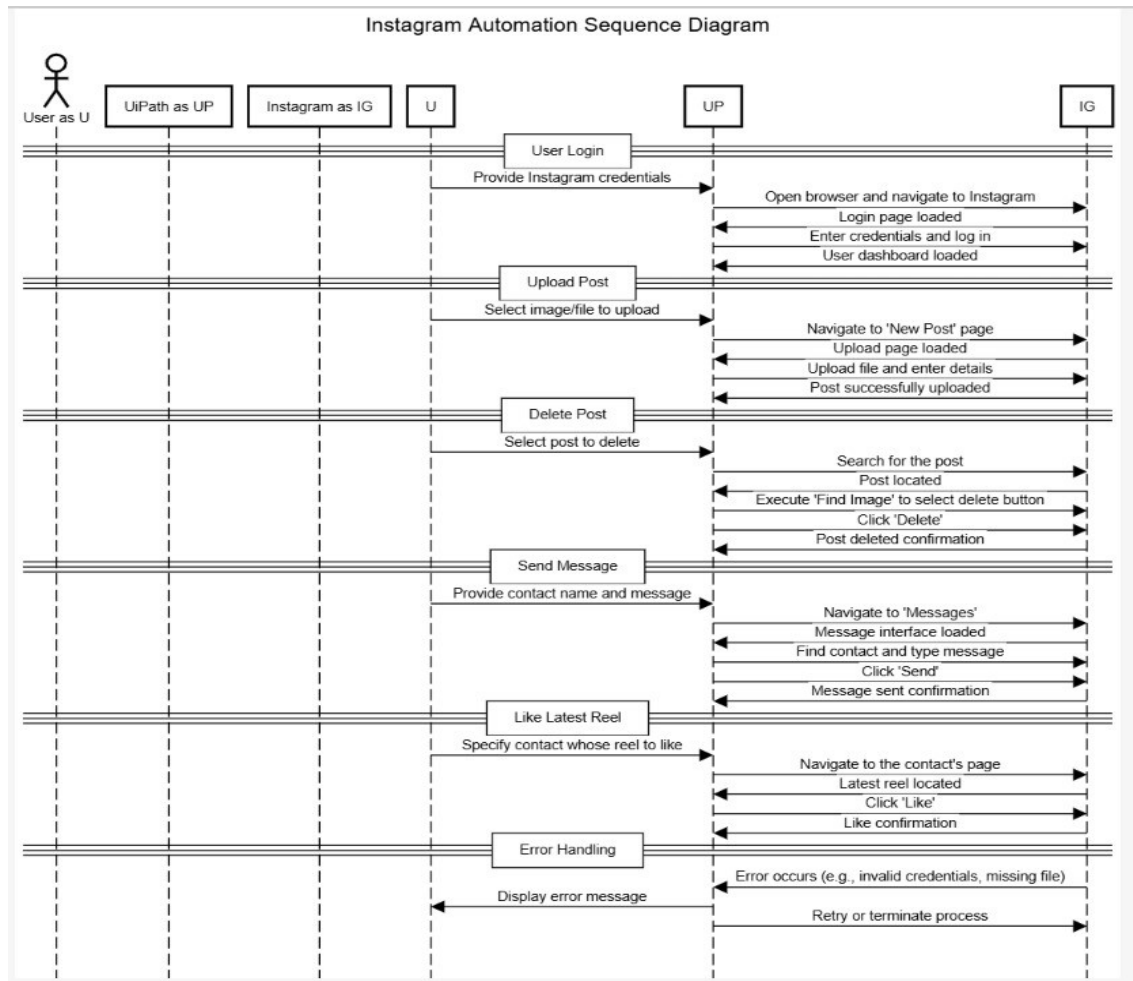 Instagram Automation Sequence Diagram
User as U
UiPath as UP
Instagram as IG
U
UP
IG
User Login
Provide Instagram credentials
Open browser and navigate to Instagram
Login page loaded
Enter credentials and log in
User dashboard loaded
Upload Post
Select image/file to upload
Navigate to 'New Post' page
Upload page loaded
Upload file and enter details
Post successfully uploaded
Delete Post
Select post to delete
Search for the post
Post located
Execute 'Find Image' to select delete button
Click 'Delete'
Post deleted confirmation
Send Message
Provide contact name and message
Navigate to 'Messages'
Message interface loaded
Find contact and type message
Click 'Send'
Message sent confirmation
Like Latest Reel
Specify contact whose reel to like
Navigate to the contact's page
Latest reel located
Click 'Like'
Like confirmation
Error Handling
Error occurs (e.g., invalid credentials, missing file)
Display error message
Retry or terminate process